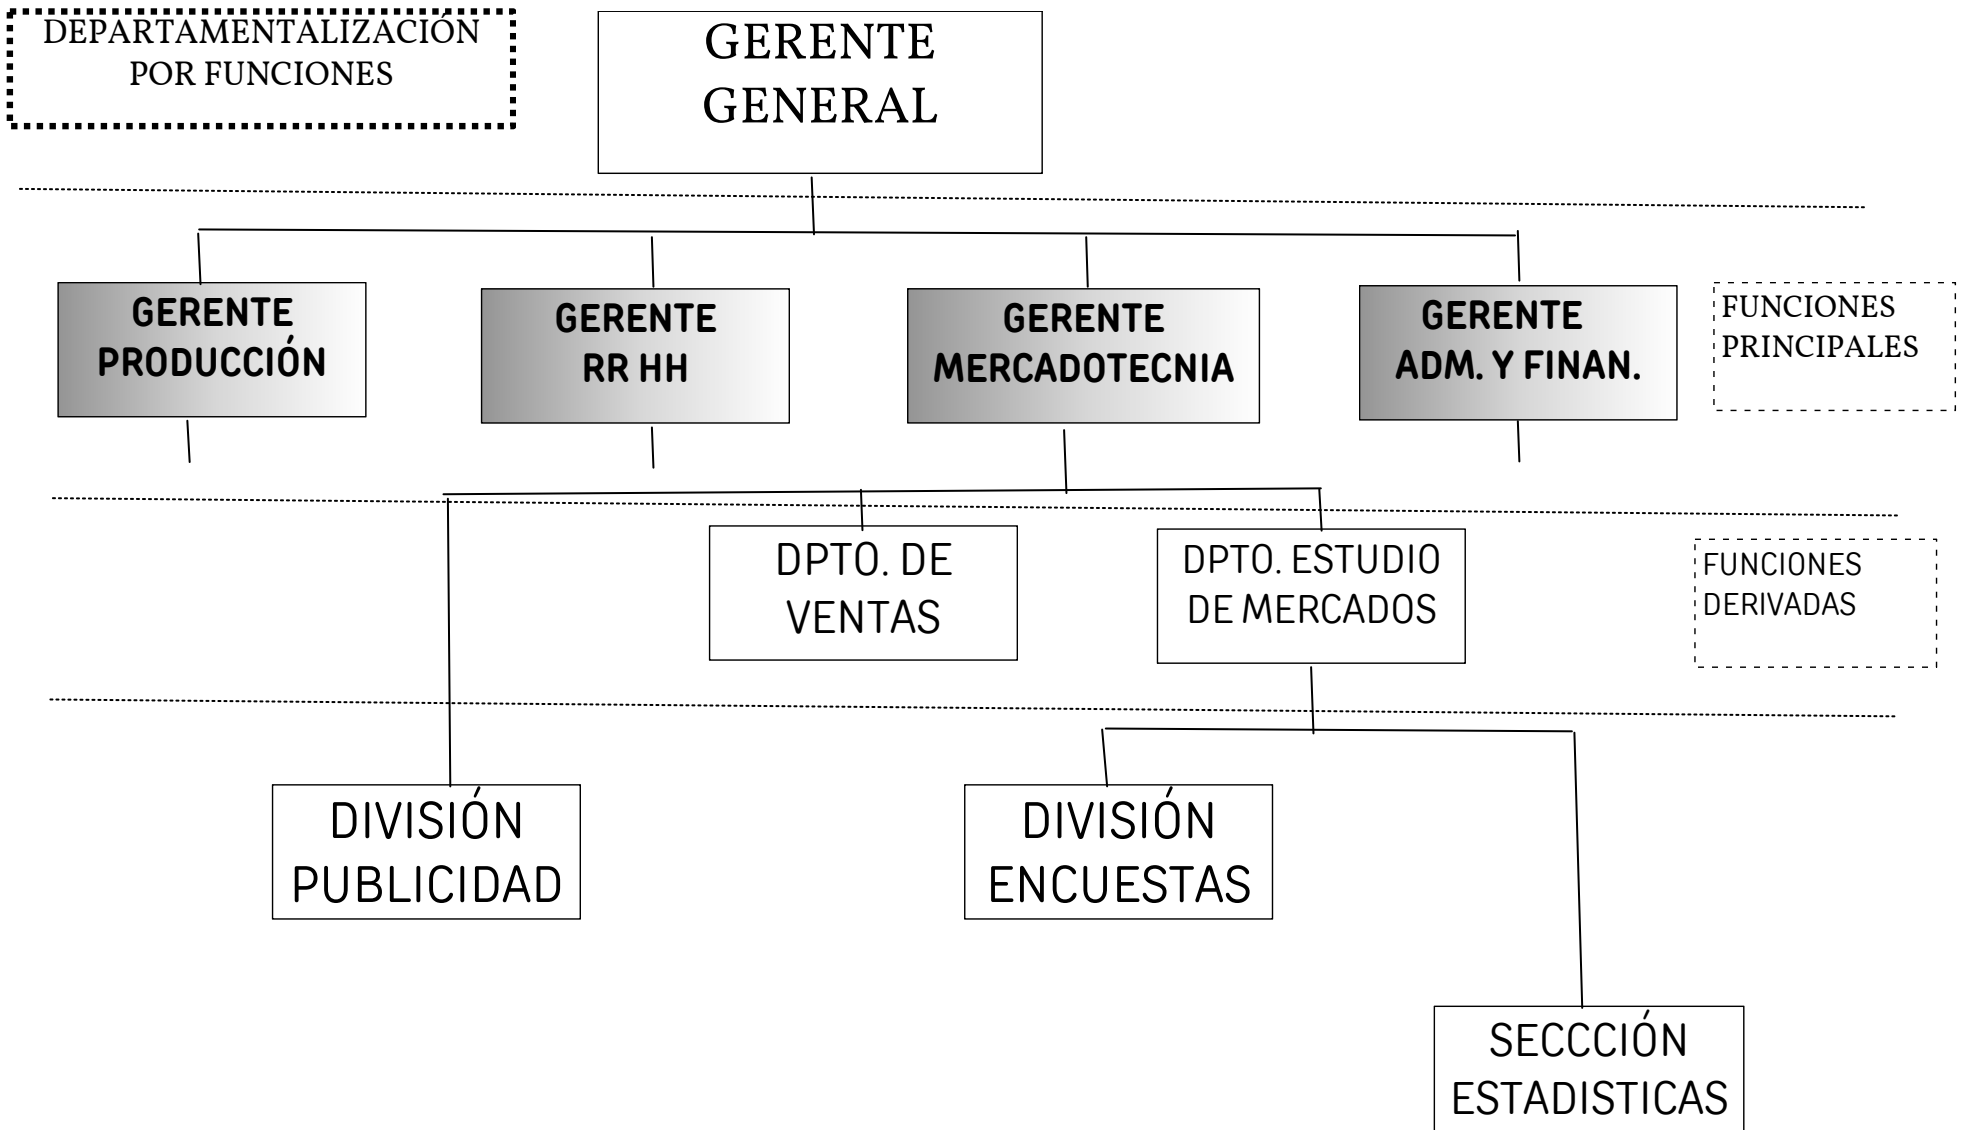 DEPARTAMENTALIZACIÓN
POR FUNCIONES
GERENTE
GENERAL
GERENTE
PRODUCCIÓN
GERENTE
RR HH
GERENTE
MERCADOTECNIA
GERENTE
ADM. Y FINAN.
FUNCIONES
PRINCIPALES
DPTO. DE
VENTAS
DPTO. ESTUDIO
DE MERCADOS
FUNCIONES
DERIVADAS
DIVISIÓN
PUBLICIDAD
DIVISIÓN
ENCUESTAS
SECCCIÓN
ESTADISTICAS